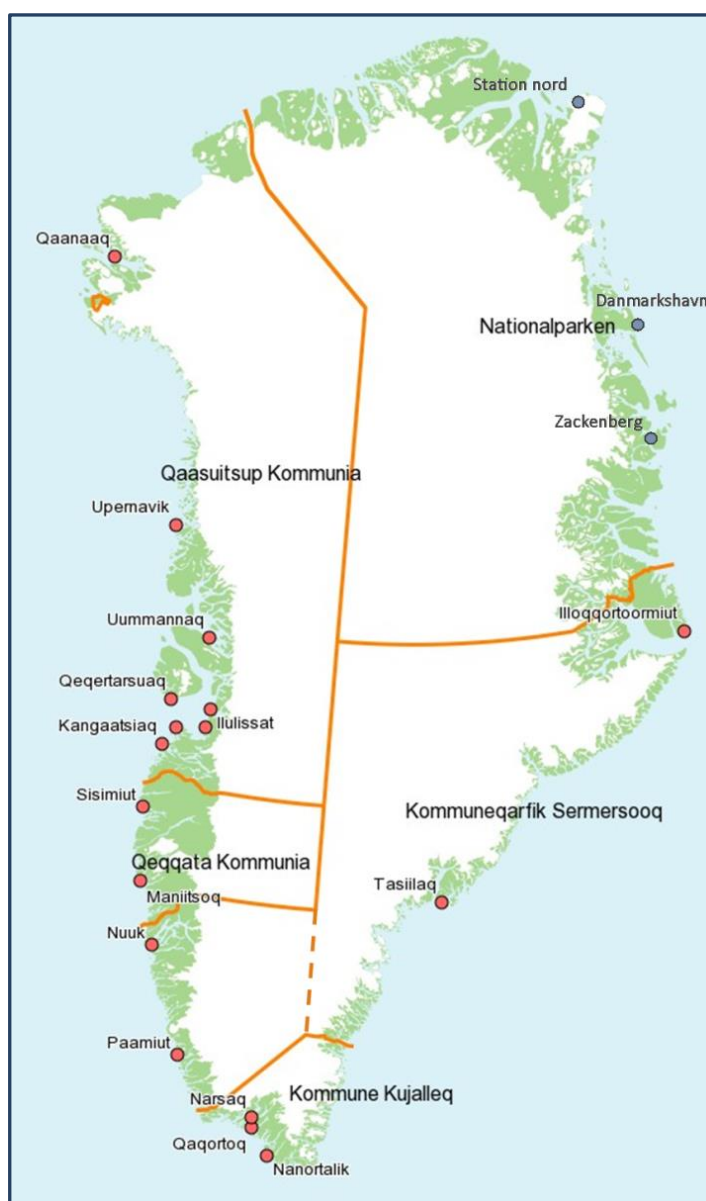 Station nord
Qaanaaq
Danmarkshavn
Nationalparken
Zackenberg
Qaasuitsup Kommunia
Upernavik
Illoqqortoormiut
Uummannaq
Qeqertarsuaq
Kangaatsiaq
Ilulissat
Sisimiut
Kommuneqarfik Sermersooq
Qeqqata Kommunia
Tasiilaq
Maniitsoq
Nuuk
Paamiut
Narsaq
Kommune Kujalleq
Qaqortoq
Nanortalik